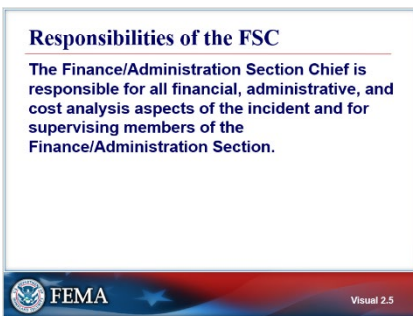 Responsibilities of the FSC
The Finance/Administration Section Chief is
responsible for all financial, administrative, and
cost analysis aspects of the incident and for
supervising members of the
Finance/Administration Section.
FEMA
Visual 2.5